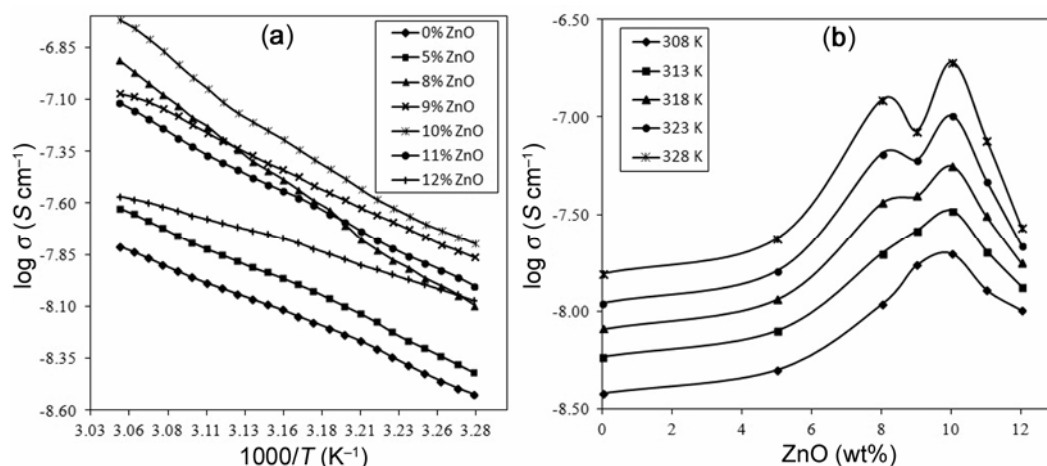 (a)
0% ZnO
5% ZnO
8% ZnO
9% ZnO
10% ZnO
11% ZnO
12% ZnO
log σ (S cm⁻¹)
-6.85
-7.10
-7.35
-7.60
-7.85
-8.10
-8.35
-8.60
3.03 3.06 3.08 3.11 3.13 3.16 3.18 3.21 3.23 3.26 3.28
1000/T (K⁻¹)
(b)
308 K
313 K
318 K
323 K
328 K
log σ (S cm⁻¹)
-6.50
-7.00
-7.50
-8.00
-8.50
0 2 4 6 8 10 12
ZnO (wt%)